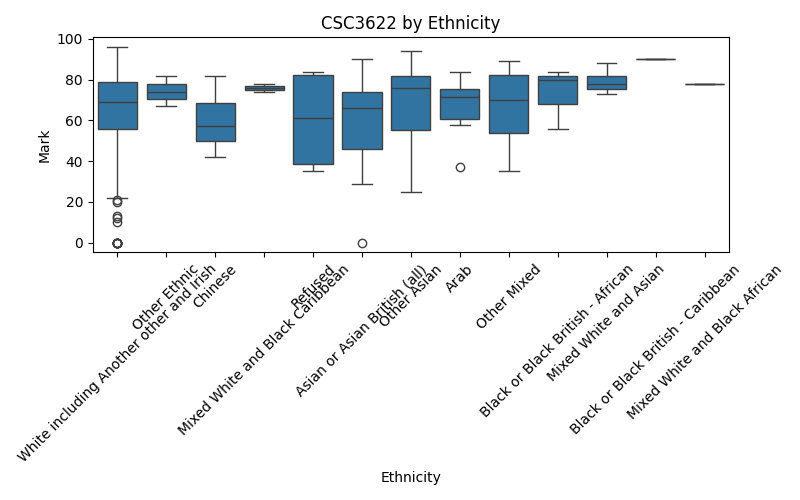 CSC3622 by Ethnicity
100
80
60
40
20
0
Mark
White including Another other and Irish
Other Ethnic
Chinese
Mixed White and Black Caribbean
Refused
Asian or Asian British (all)
Other Asian
Arab
Other Mixed
Black or Black British - African
Mixed White and Asian
Black or Black British - Caribbean
Mixed White and Black African
Ethnicity